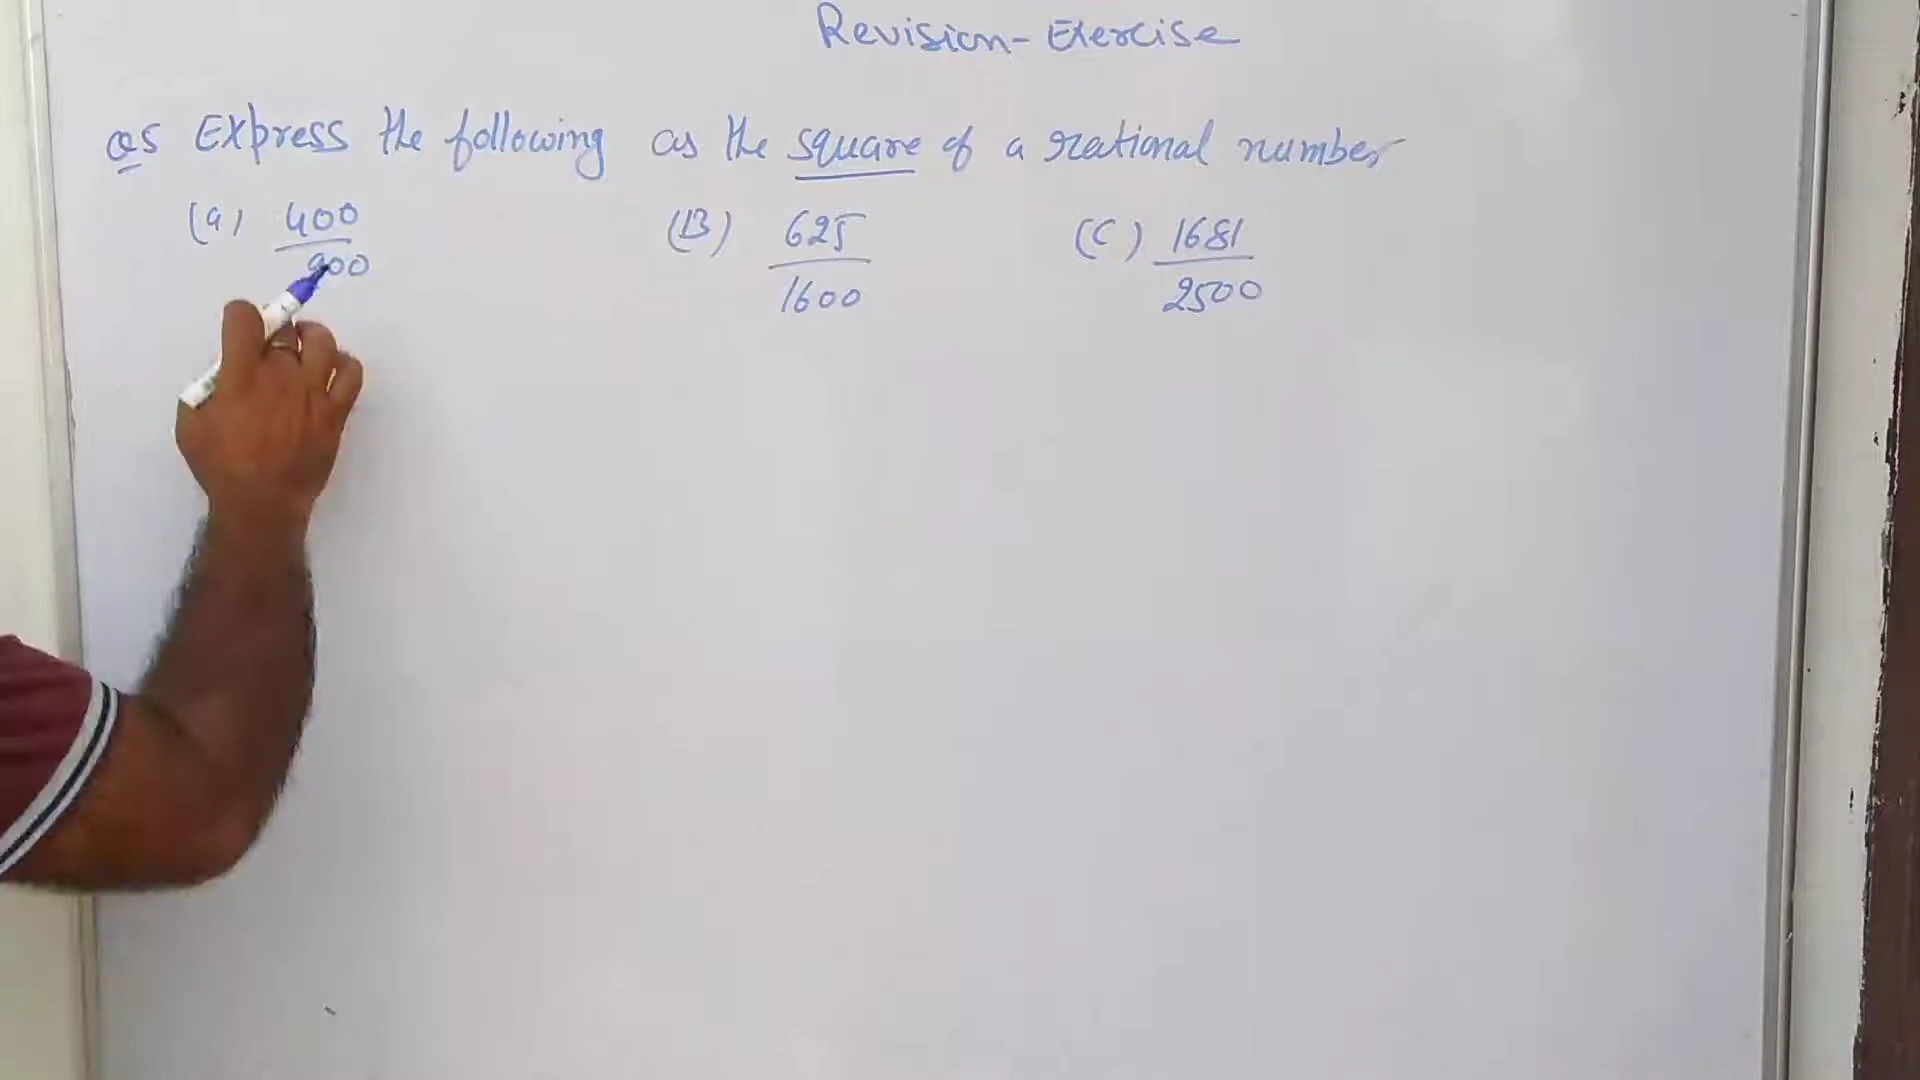 Revision-Exercise
Q5 Express the following as the square of a rational number
(a) 400/900 (B) 625/1600 (C) 1681/2500